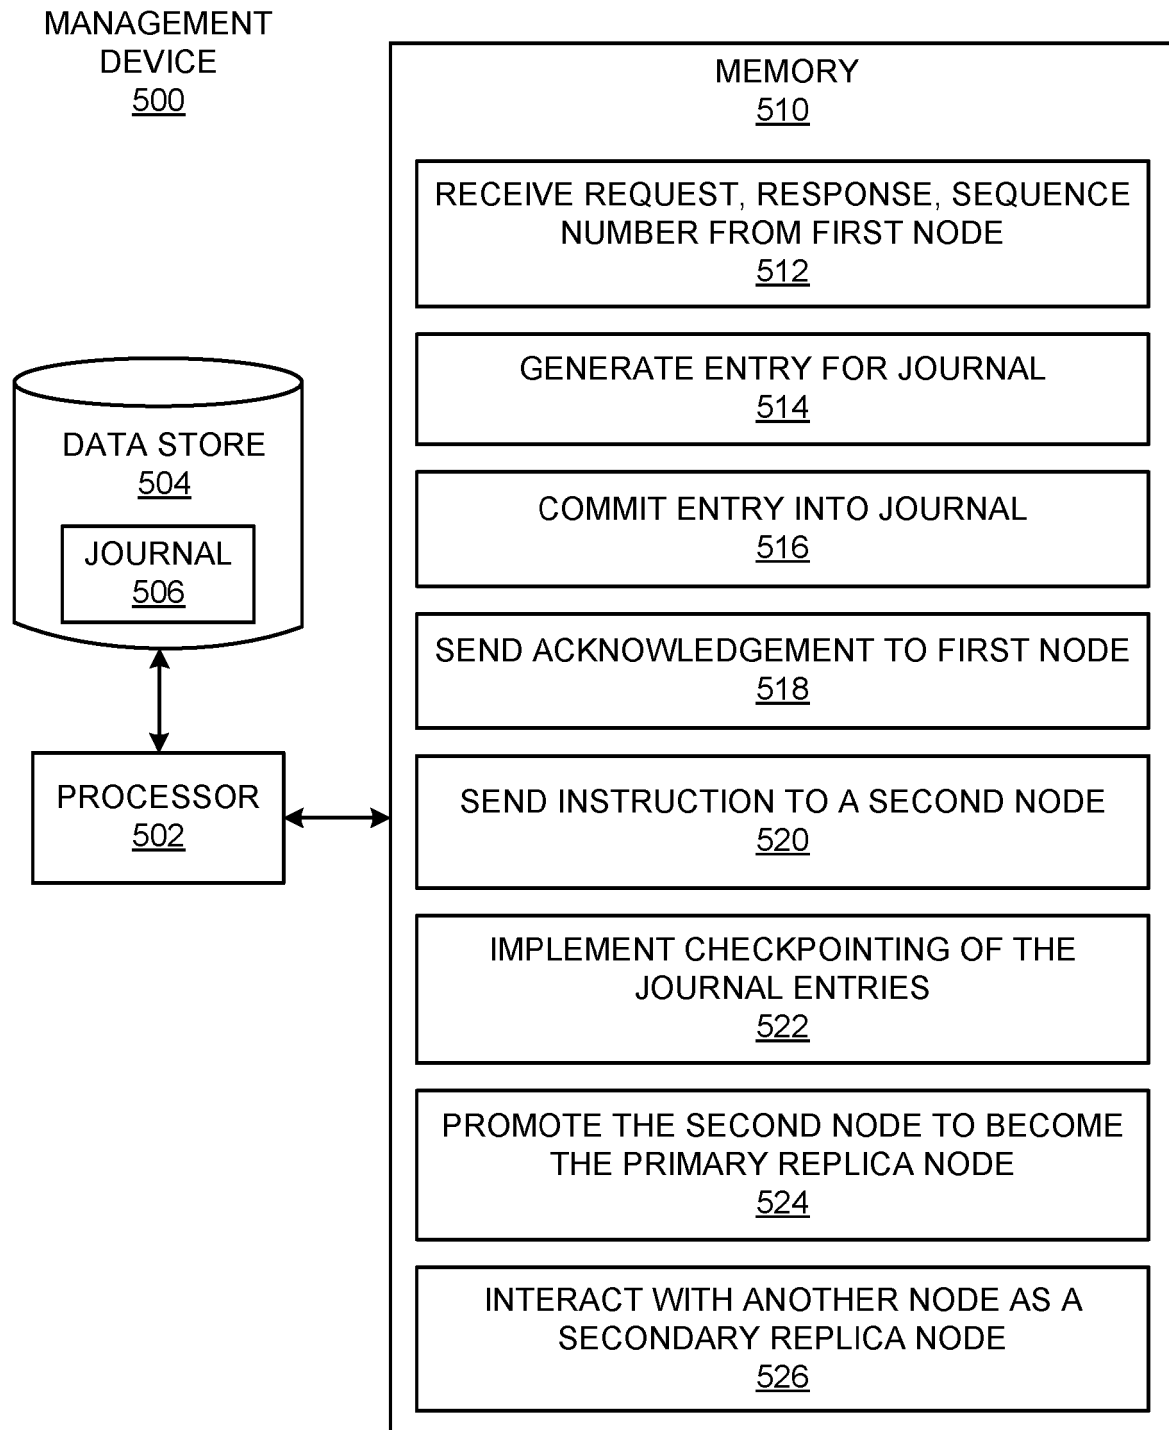 MANAGEMENT
DEVICE
500
MEMORY
510
RECEIVE REQUEST, RESPONSE, SEQUENCE
NUMBER FROM FIRST NODE
512
GENERATE ENTRY FOR JOURNAL
514
COMMIT ENTRY INTO JOURNAL
516
SEND ACKNOWLEDGEMENT TO FIRST NODE
518
SEND INSTRUCTION TO A SECOND NODE
520
IMPLEMENT CHECKPOINTING OF THE
JOURNAL ENTRIES
522
PROMOTE THE SECOND NODE TO BECOME
THE PRIMARY REPLICA NODE
524
INTERACT WITH ANOTHER NODE AS A
SECONDARY REPLICA NODE
526
DATA STORE
504
JOURNAL
506
PROCESSOR
502